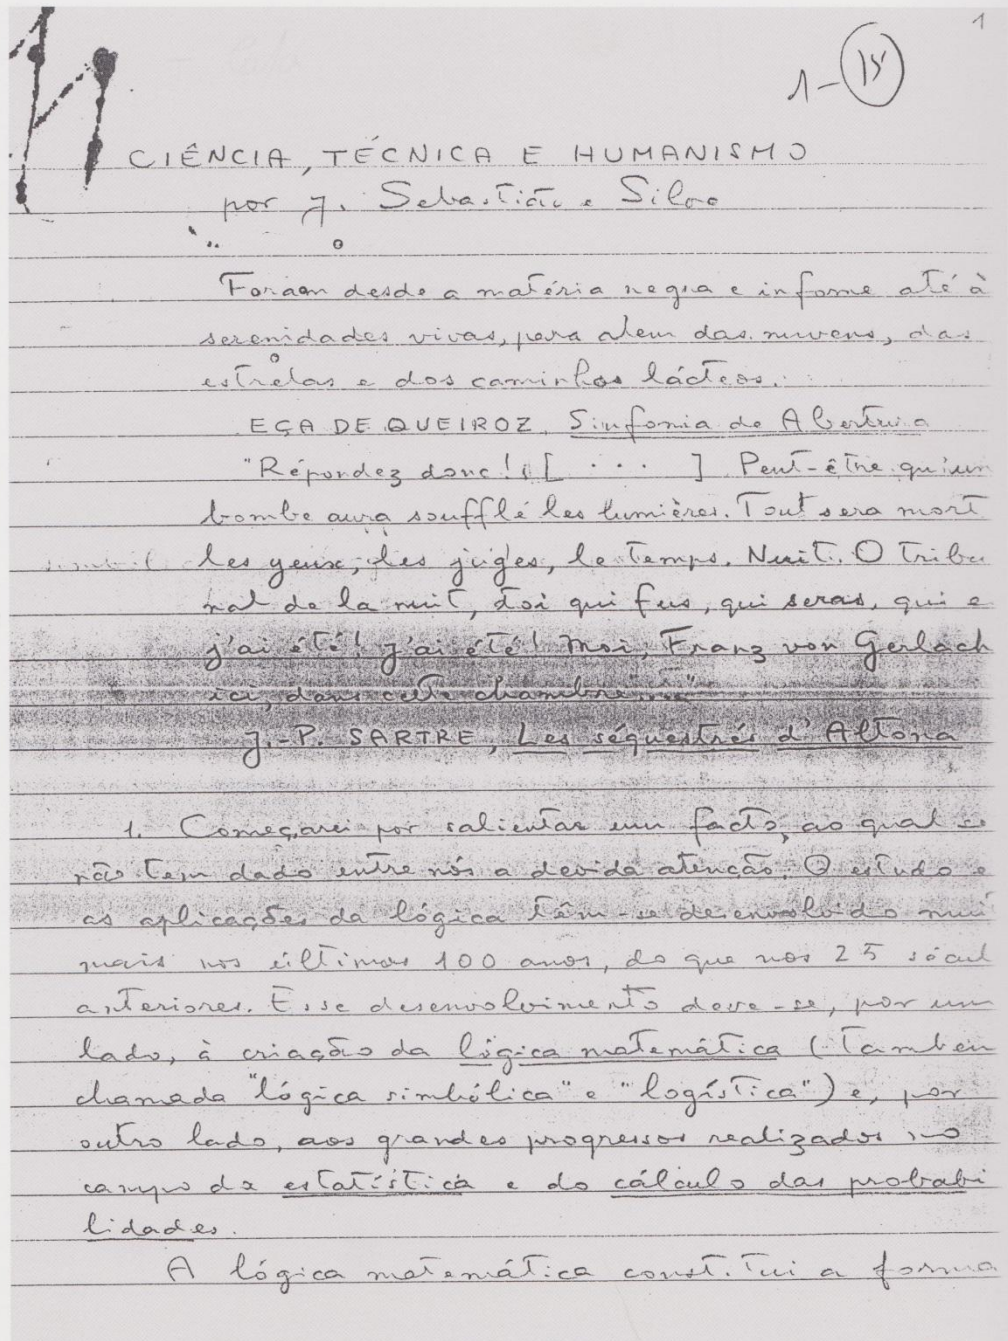 1
1-(15)
CIÊNCIA, TÉCNICA E HUMANISMO
por J. Sebastião e Silva
Foram desde a matéria negra e informe até à
serenidades vivas, para alem das nuvens, das
estrelas e dos caminhos lácteos.
EÇA DE QUEIROZ, Sinfonia de Abertura
"Répondez donc! [ . . . ] Peut-être qu'un
bombe aura soufflé les lumières. Tout sera mort
les yeux, les juges, le temps. Nuit. O tribu
nal de la nuit, toi qui fus, qui seras, qui e
j'ai été! j'ai été! Moi, Franz von Gerlach
ici, dans cette chambre..."
J.-P. SARTRE, Les séquestrés d'Altona
1. Começarei por salientar um facto, ao qual se
não tem dado entre nós a devida atenção. O estudo e
as aplicações da lógica têm-se desenvolvido mui
mais nos últimos 100 anos, do que nos 25 sécul
anteriores. Esse desenvolvimento deve-se, por um
lado, à criação da lógica matemática (também
chamada "lógica simbólica" e "logística") e, por
outro lado, aos grandes progressos realizados no
campo da estatística e do cálculo das probabi
lidades.
A lógica matemática constitui a forma